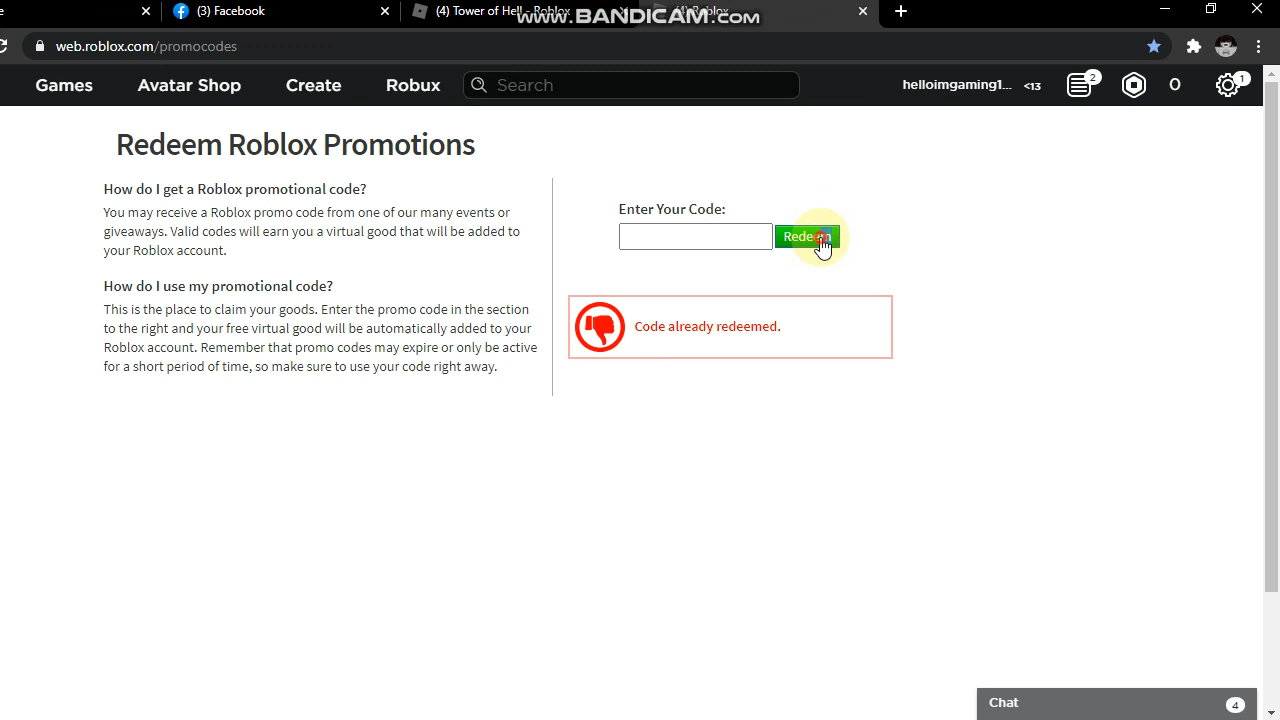 e
(3) Facebook
(4) Tower of Hell - Roblox
(4) Roblox
WWW.BANDICAM.COM
web.roblox.com/promocodes
Games
Avatar Shop
Create
Robux
Search
helloimgaming1... <13
2
0
1
Redeem Roblox Promotions
How do I get a Roblox promotional code?
You may receive a Roblox promo code from one of our many events or
giveaways. Valid codes will earn you a virtual good that will be added to
your Roblox account.
How do I use my promotional code?
This is the place to claim your goods. Enter the promo code in the section
to the right and your free virtual good will be automatically added to your
Roblox account. Remember that promo codes may expire or only be active
for a short period of time, so make sure to use your code right away.
Enter Your Code:
Redeem
Code already redeemed.
Chat
4